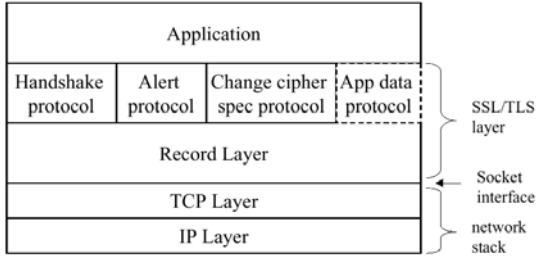 Application
Handshake
protocol
Alert
protocol
Change cipher
spec protocol
App data
protocol
Record Layer
TCP Layer
IP Layer
SSL/TLS
layer
Socket
interface
network
stack